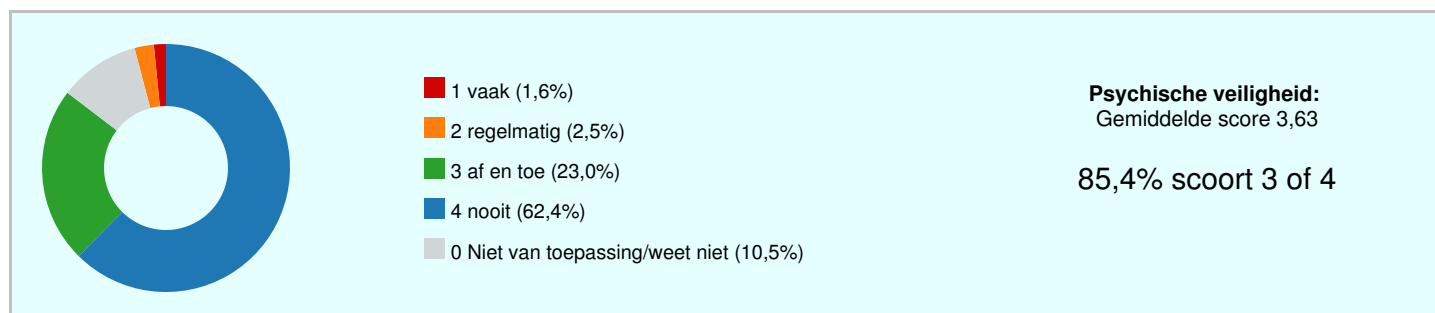 1 vaak (1,6%)
2 regelmatig (2,5%)
3 af en toe (23,0%)
4 nooit (62,4%)
0 Niet van toepassing/weet niet (10,5%)
Psychische veiligheid:
Gemiddelde score 3,63
85,4% scoort 3 of 4